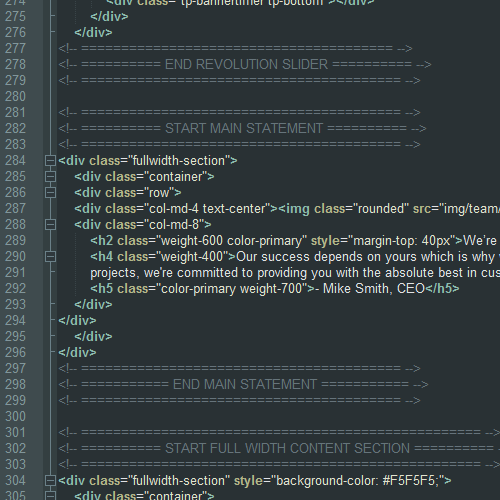 274 <div class="tp-bannertimer tp-bottom"></div>
275 </div>
276 </div>
277 <!-- ======================================= -->
278 <!-- ========== END REVOLUTION SLIDER ========== -->
279 <!-- ======================================== -->
280
281 <!-- ======================================== -->
282 <!-- ========== START MAIN STATEMENT ========== -->
283 <!-- ======================================== -->
284 <div class="fullwidth-section">
285 <div class="container">
286 <div class="row">
287 <div class="col-md-4 text-center"><img class="rounded" src="img/team/
288 <div class="col-md-8">
289 <h2 class="weight-600 color-primary" style="margin-top: 40px">We're
290 <h4 class="weight-400">Our success depends on yours which is why
291 projects, we're committed to providing you with the absolute best in cus
292 <h5 class="color-primary weight-700">- Mike Smith, CEO</h5>
293 </div>
294 </div>
295 </div>
296 </div>
297 <!-- ======================================== -->
298 <!-- =========== END MAIN STATEMENT =========== -->
299 <!-- ======================================== -->
300
301 <!-- ================================================== -->
302 <!-- ========== START FULL WIDTH CONTENT SECTION ========== -
303 <!-- ================================================== -->
304 <div class="fullwidth-section" style="background-color: #F5F5F5;">
305 <div class="container">